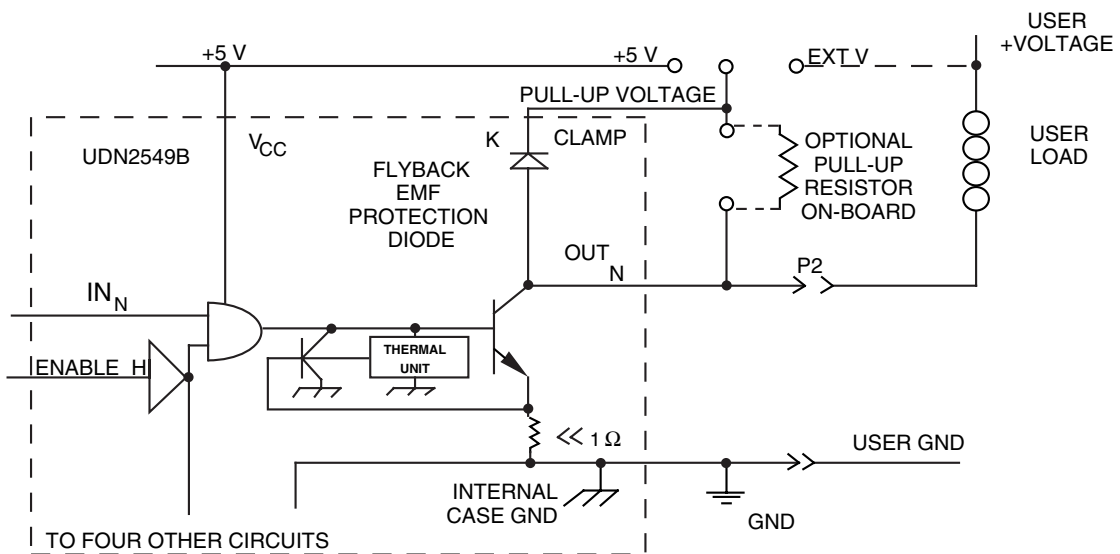 USER
+VOLTAGE
+5 V
+5 V
EXT V
PULL-UP VOLTAGE
UDN2549B
VCC
K
CLAMP
FLYBACK
EMF
PROTECTION
DIODE
OPTIONAL
PULL-UP
RESISTOR
ON-BOARD
USER
LOAD
OUT N
P2
IN N
ENABLE HI
THERMAL
UNIT
<< 1 Ω
USER GND
INTERNAL
CASE GND
GND
TO FOUR OTHER CIRCUITS